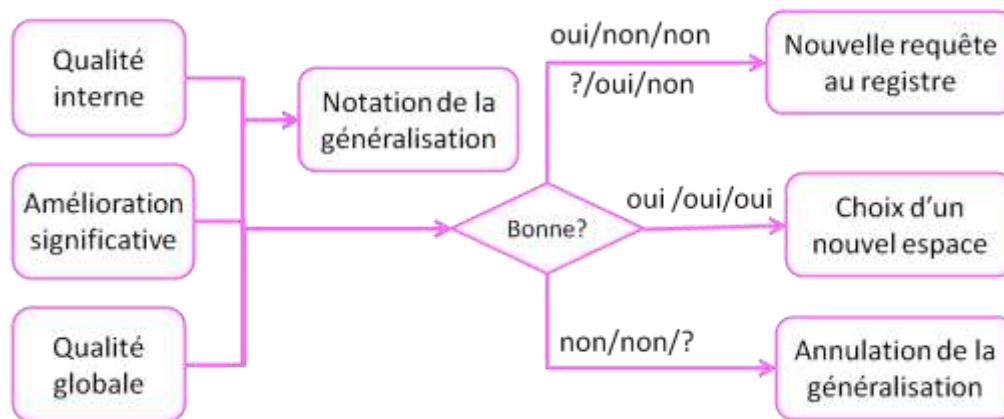 Qualité
interne
Amélioration
significative
Qualité
globale
Notation de la
généralisation
Bonne?
oui/non/non
?/oui/non
oui /oui/oui
non/non/?
Nouvelle requête
au registre
Choix d'un
nouvel espace
Annulation de la
généralisation